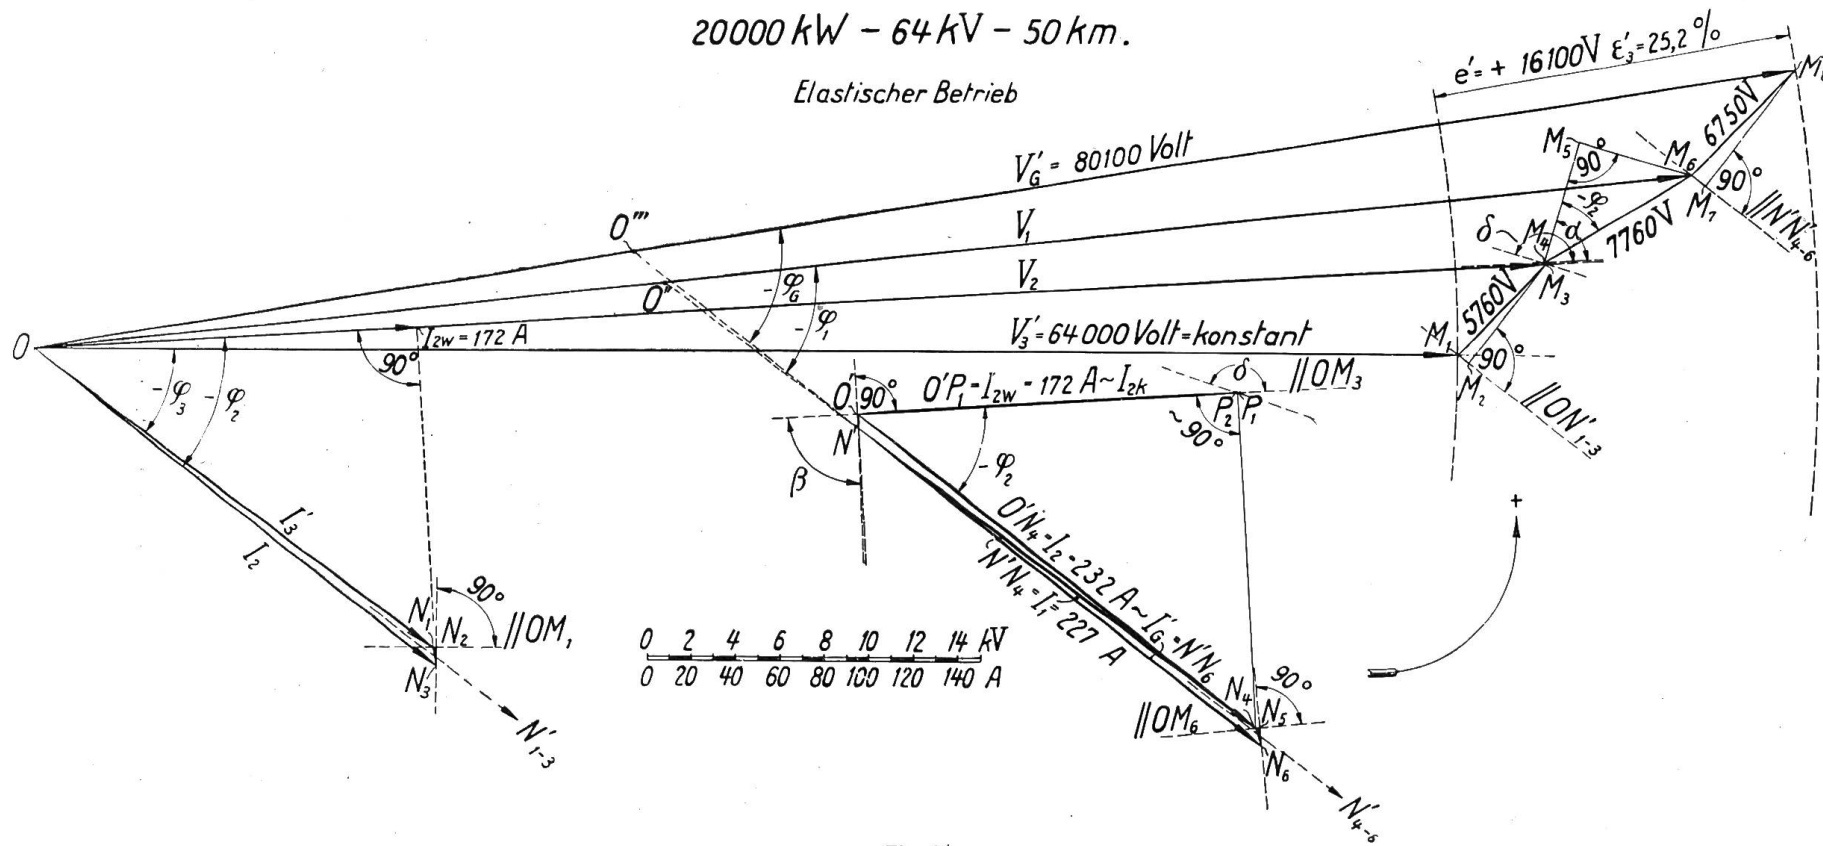 20000 kW – 64 kV – 50 km.
Elastischer Betrieb
e' = + 16100V ε'₃ = 25,2 %
V'_G = 80100 Volt
6750V
M₅
90°
M₆
90°
M₇
//N'N'₄₋₆
-φ₂
α
δ
M₄
7760V
O'''
V₁
-φ_G
O''
V₂
-φ₁
M₃
5760V
O
I₂w = 172 A
90°
V'₃ = 64000 Volt = konstant
M₁
90°
M₂
//ON'₁₋₃
-φ₃
-φ₂
O'
90°
O'P₁ = I₂w = 172 A ~ I₂k
δ
//OM₃
P₂
P₁
~90°
N'
β
-φ₂
+
I'₃
I₂
O'N₄ = I₂ = 232 A ~ I'_G = N'N₆
N'N₄ = I₁ = 227 A
90°
N₁
N₂
//OM₁
N₃
0 2 4 6 8 10 12 14 kV
0 20 40 60 80 100 120 140 A
N'₁₋₃
90°
N₄
N₅
//OM₆
N₆
N'₄₋₆